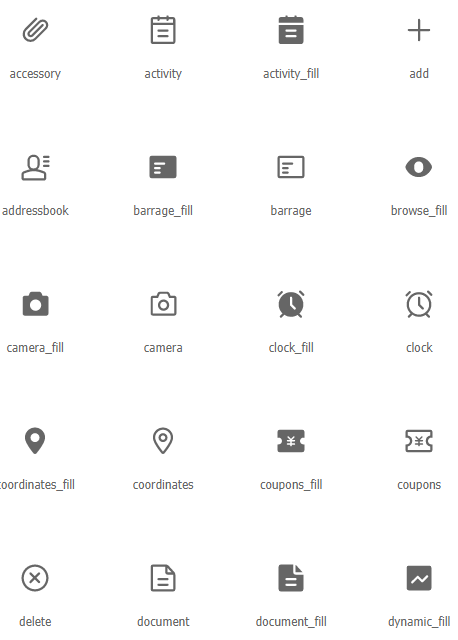 accessory
activity
activity_fill
add
addressbook
barrage_fill
barrage
browse_fill
camera_fill
camera
clock_fill
clock
coordinates_fill
coordinates
¥
coupons_fill
¥
coupons
delete
document
document_fill
dynamic_fill